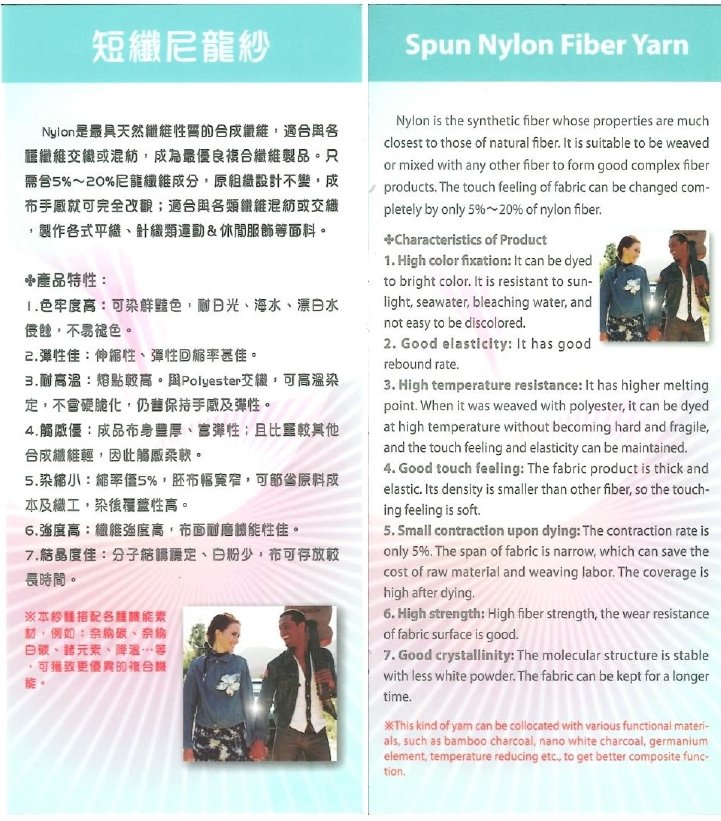 短纖尼龍紗
Nylon是最具天然纖維性質的合成纖維，適合與各
種纖維交織或混紡，成為最優良複合纖維製品。只
需含5%～20%尼龍纖維成分，原組織設計不變，成
布手感就可完全改觀；適合與各類纖維混紡或交織
，製作各式平織、針織類運動&休閒服飾等面料。
✤產品特性：
1.色牢度高：可染鮮豔色，耐日光、海水、漂白水
侵蝕，不易褪色。
2.彈性佳：伸縮性、彈性回縮率甚佳。
3.耐高溫：熔點較高。與Polyester交織，可高溫染
定，不會硬脆化，仍舊保持手感及彈性。
4.觸感優：成品布身豐厚、富彈性；且比重較其他
合成纖維輕，因此觸感柔軟。
5.染縮小：縮率僅5%，胚布幅寬窄，可節省原料成
本及織工，染後覆蓋性高。
6.強度高：纖維強度高，布面耐磨機能性佳。
7.結晶度佳：分子結構穩定、白粉少，布可存放較
長時間。
※本紗種搭配各種機能素
材，例如：奈納碳、奈納
白碳、鍺元素、降溫…等
，可獲致更優異的複合機
能。
Spun Nylon Fiber Yarn
Nylon is the synthetic fiber whose properties are much
closest to those of natural fiber. It is suitable to be weaved
or mixed with any other fiber to form good complex fiber
products. The touch feeling of fabric can be changed com-
pletely by only 5%～20% of nylon fiber.
✤Characteristics of Product
1. High color fixation: It can be dyed
to bright color. It is resistant to sun-
light, seawater, bleaching water, and
not easy to be discolored.
2. Good elasticity: It has good
rebound rate.
3. High temperature resistance: It has higher melting
point. When it was weaved with polyester, it can be dyed
at high temperature without becoming hard and fragile,
and the touch feeling and elasticity can be maintained.
4. Good touch feeling: The fabric product is thick and
elastic. Its density is smaller than other fiber, so the touch-
ing feeling is soft.
5. Small contraction upon dying: The contraction rate is
only 5%. The span of fabric is narrow, which can save the
cost of raw material and weaving labor. The coverage is
high after dying.
6. High strength: High fiber strength, the wear resistance
of fabric surface is good.
7. Good crystallinity: The molecular structure is stable
with less white powder. The fabric can be kept for a longer
time.
※This kind of yarn can be collocated with various functional materi-
als, such as bamboo charcoal, nano white charcoal, germanium
element, temperature reducing etc., to get better composite func-
tion.